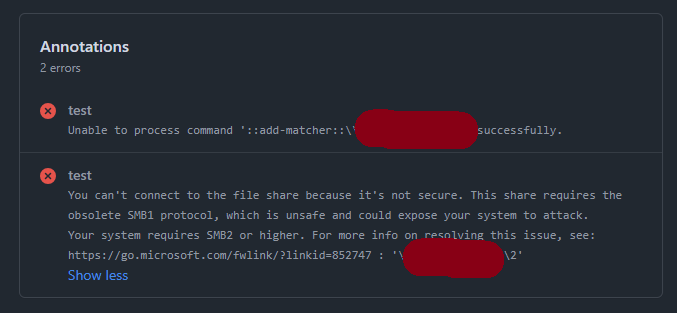 Annotations
2 errors
test
Unable to process command '::add-matcher::\ successfully.
test
You can't connect to the file share because it's not secure. This share requires the
obsolete SMB1 protocol, which is unsafe and could expose your system to attack.
Your system requires SMB2 or higher. For more info on resolving this issue, see:
https://go.microsoft.com/fwlink/?linkid=852747 : '\ \2'
Show less